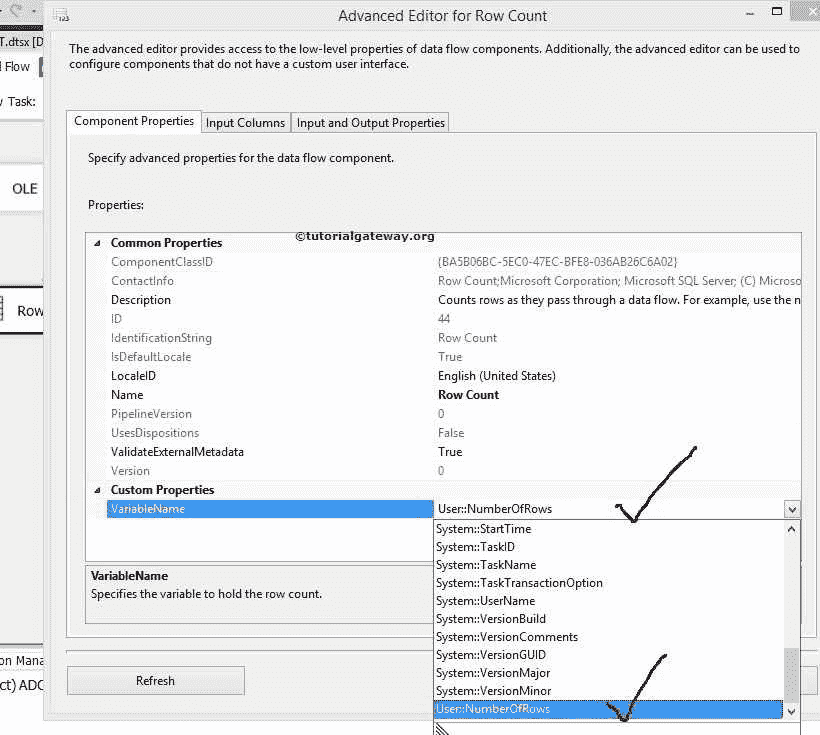 Advanced Editor for Row Count
T.dtsx [D
Flow
Task:
OLE
Row
on Mana
ct) ADO
The advanced editor provides access to the low-level properties of data flow components. Additionally, the advanced editor can be used to
configure components that do not have a custom user interface.
Component Properties Input Columns Input and Output Properties
Specify advanced properties for the data flow component.
Properties:
©tutorialgateway.org
Common Properties
ComponentClassID {BA5B06BC-5EC0-47EC-BFE8-036AB26C6A02}
ContactInfo Row Count;Microsoft Corporation; Microsoft SQL Server; (C) Microso
Description Counts rows as they pass through a data flow. For example, use the n
ID 44
IdentificationString Row Count
IsDefaultLocale True
LocaleID English (United States)
Name Row Count
PipelineVersion 0
UsesDispositions False
ValidateExternalMetadata True
Version 0
Custom Properties
VariableName User::NumberOfRows
System::StartTime
System::TaskID
System::TaskName
System::TaskTransactionOption
System::UserName
System::VersionBuild
System::VersionComments
System::VersionGUID
System::VersionMajor
System::VersionMinor
User::NumberOfRows
VariableName
Specifies the variable to hold the row count.
Refresh